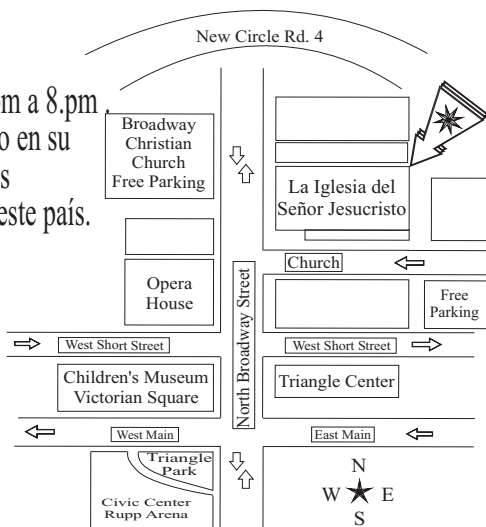 New Circle Rd. 4
m a 8.pm .
o en su
s
este país.
Broadway
Christian
Church
Free Parking
La Iglesia del
Señor Jesucristo
Church
Opera
House
North Broadway Street
Free
Parking
West Short Street
West Short Street
Children's Museum
Victorian Square
Triangle Center
West Main
East Main
Triangle
Park
Civic Center
Rupp Arena
N
W E
S